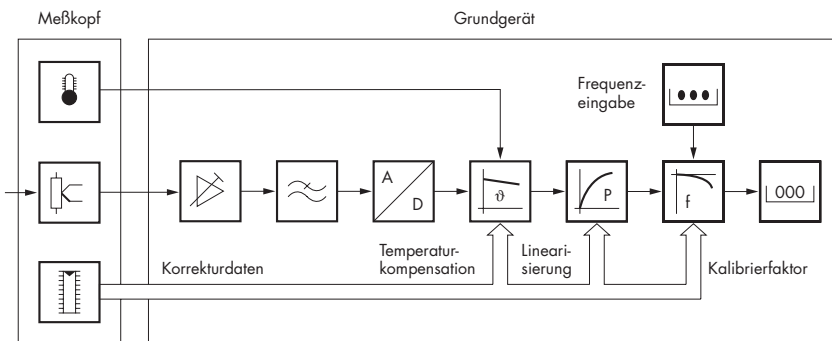 Meßkopf
Grundgerät
Frequenz-
eingabe
A
D
ϑ
P
f
000
Korrekturdaten
Temperatur-
kompensation
Lineari-
sierung
Kalibrierfaktor